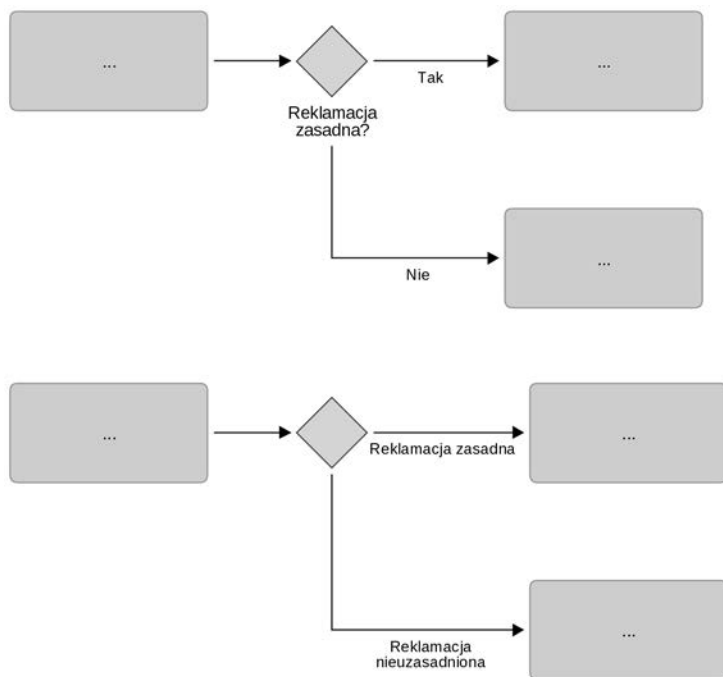 ...
...
Tak
Reklamacja
zasadna?
...
Nie
...
...
Reklamacja zasadna
...
Reklamacja
nieuzasadniona